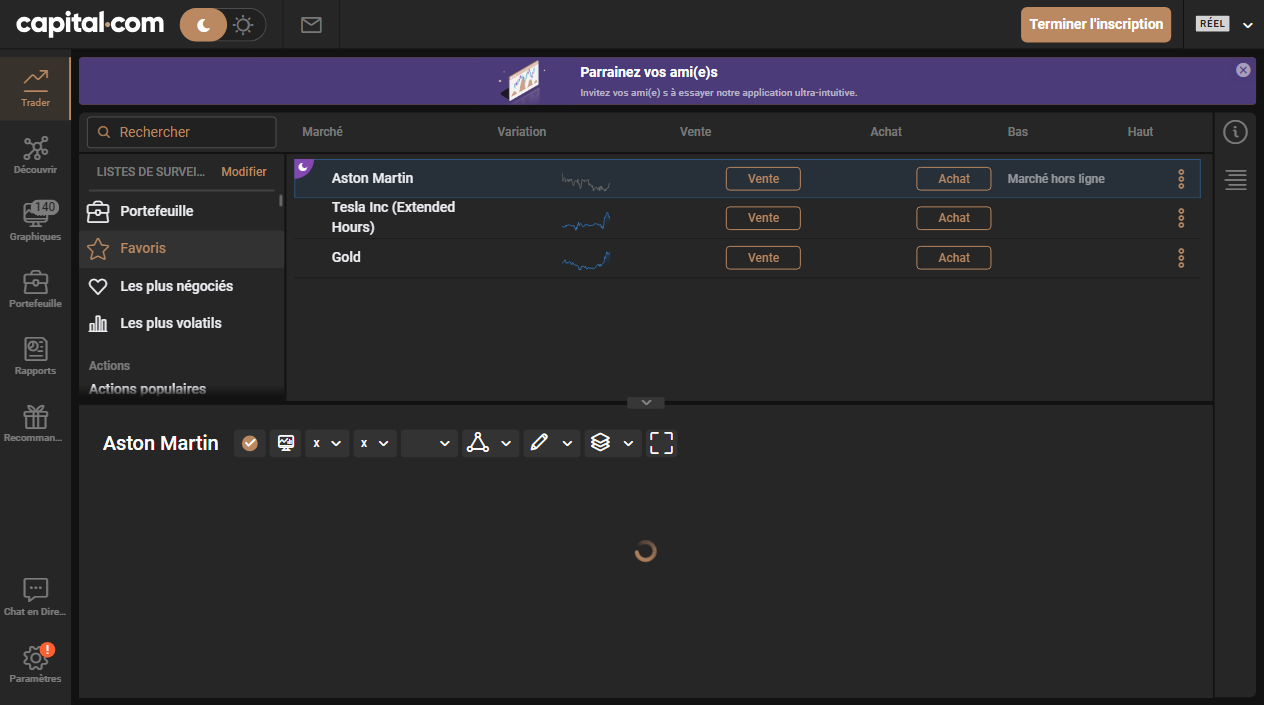 capital.com
Terminer l'inscription
RÉEL
Parrainez vos ami(e)s
Invitez vos ami(e) s à essayer notre application ultra-intuitive.
Trader
Découvrir
140
Graphiques
Portefeuille
Rapports
Recomman...
Chat en Dire...
!
Paramètres
Rechercher
LISTES DE SURVEI... Modifier
Portefeuille
Favoris
Les plus négociés
Les plus volatils
Actions
Actions populaires
Marché Variation Vente Achat Bas Haut
Aston Martin Vente Achat Marché hors ligne
Tesla Inc (Extended
Hours) Vente Achat
Gold Vente Achat
Aston Martin x x